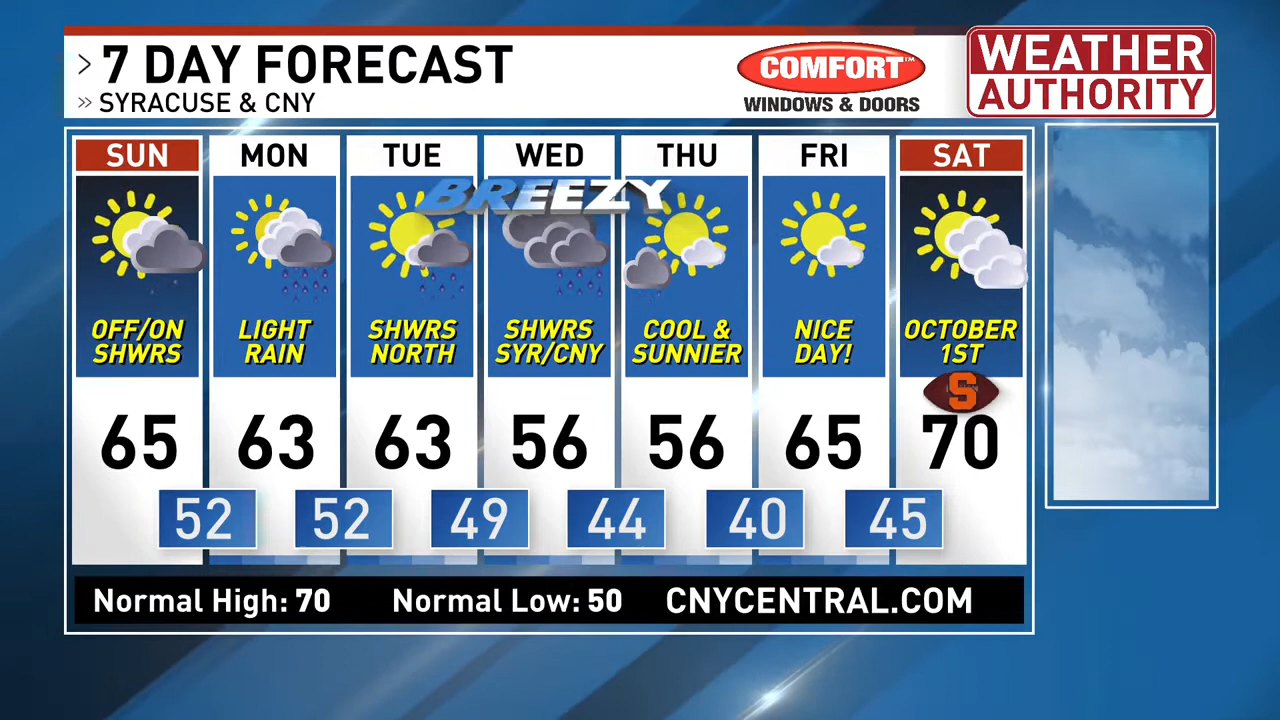 > 7 DAY FORECAST
» SYRACUSE & CNY
COMFORT™
WINDOWS & DOORS
WEATHER
AUTHORITY
SUN MON TUE WED THU FRI SAT
BREEZY
OFF/ON SHWRS
LIGHT RAIN
SHWRS NORTH
SHWRS SYR/CNY
COOL & SUNNIER
NICE DAY!
OCTOBER 1ST
S
65 63 63 56 56 65 70
52 52 49 44 40 45
Normal High: 70 Normal Low: 50 CNYCENTRAL.COM